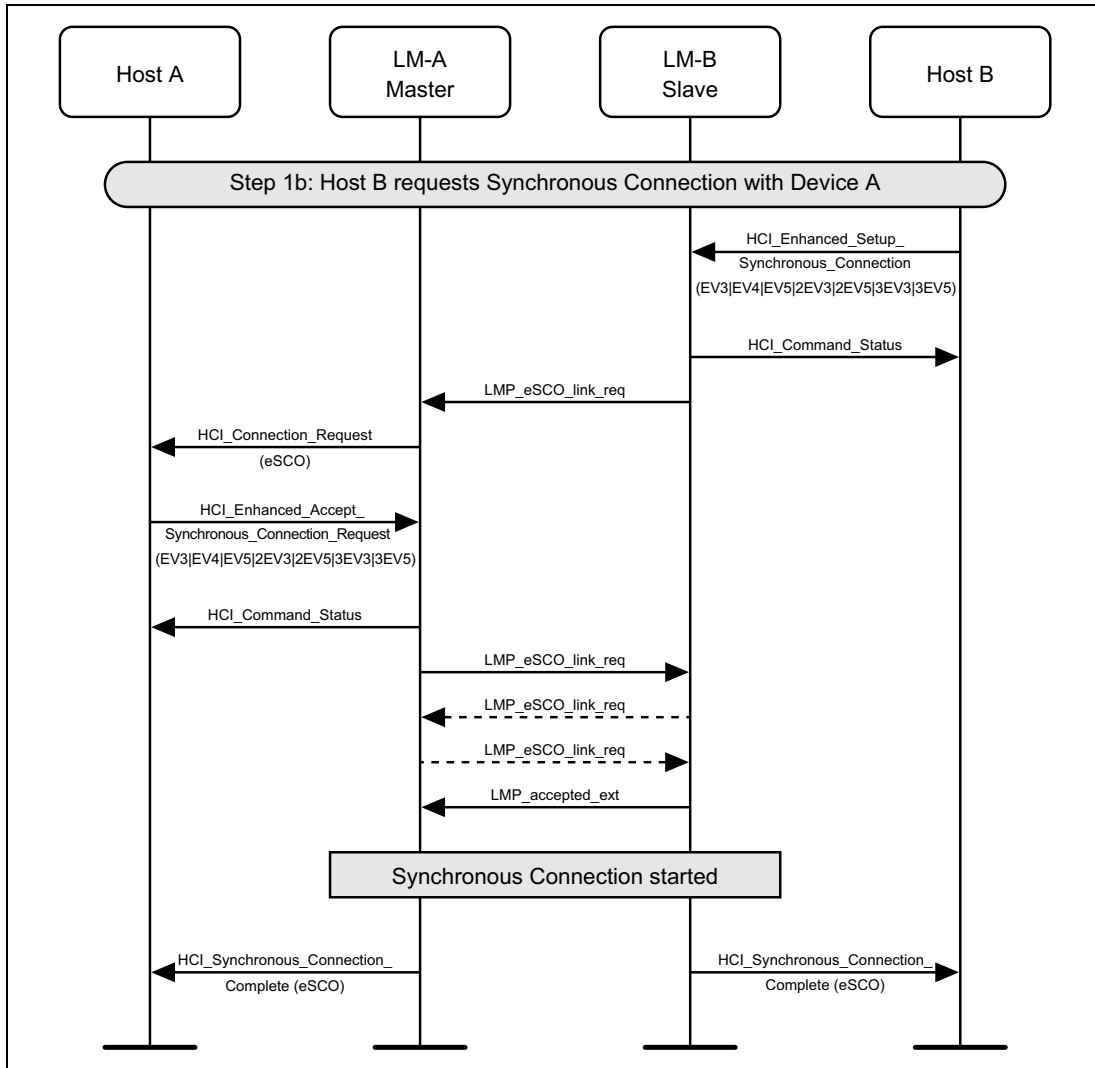 Host A
LM-A
Master
LM-B
Slave
Host B
Step 1b: Host B requests Synchronous Connection with Device A
HCI_Enhanced_Setup_
Synchronous_Connection
(EV3|EV4|EV5|2EV3|2EV5|3EV3|3EV5)
HCI_Command_Status
LMP_eSCO_link_req
HCI_Connection_Request
(eSCO)
HCI_Enhanced_Accept_
Synchronous_Connection_Request
(EV3|EV4|EV5|2EV3|2EV5|3EV3|3EV5)
HCI_Command_Status
LMP_eSCO_link_req
LMP_eSCO_link_req
LMP_eSCO_link_req
LMP_accepted_ext
Synchronous Connection started
HCI_Synchronous_Connection_
Complete (eSCO)
HCI_Synchronous_Connection_
Complete (eSCO)